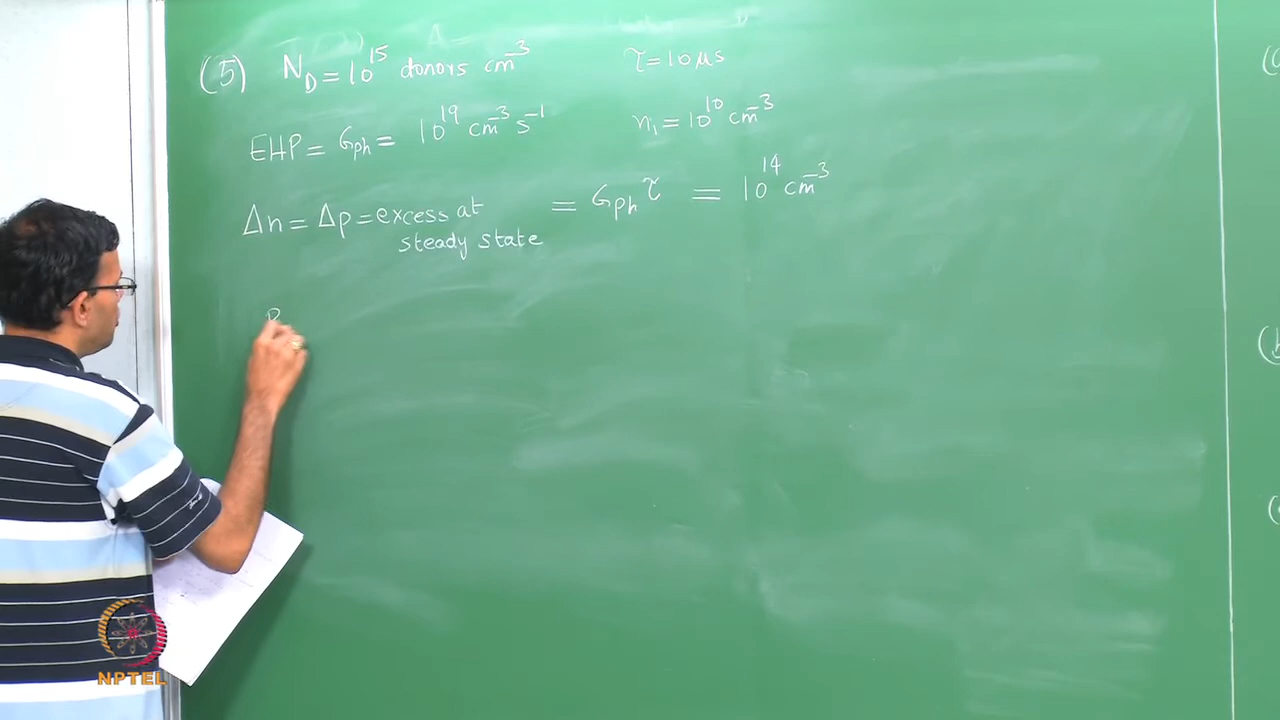 (5) N_D = 10^15 donors cm^-3 τ = 10 μs
EHP = G_ph = 10^19 cm^-3 s^-1 n_i = 10^10 cm^-3
Δn = Δp = excess at steady state = G_ph τ = 10^14 cm^-3
NPTEL